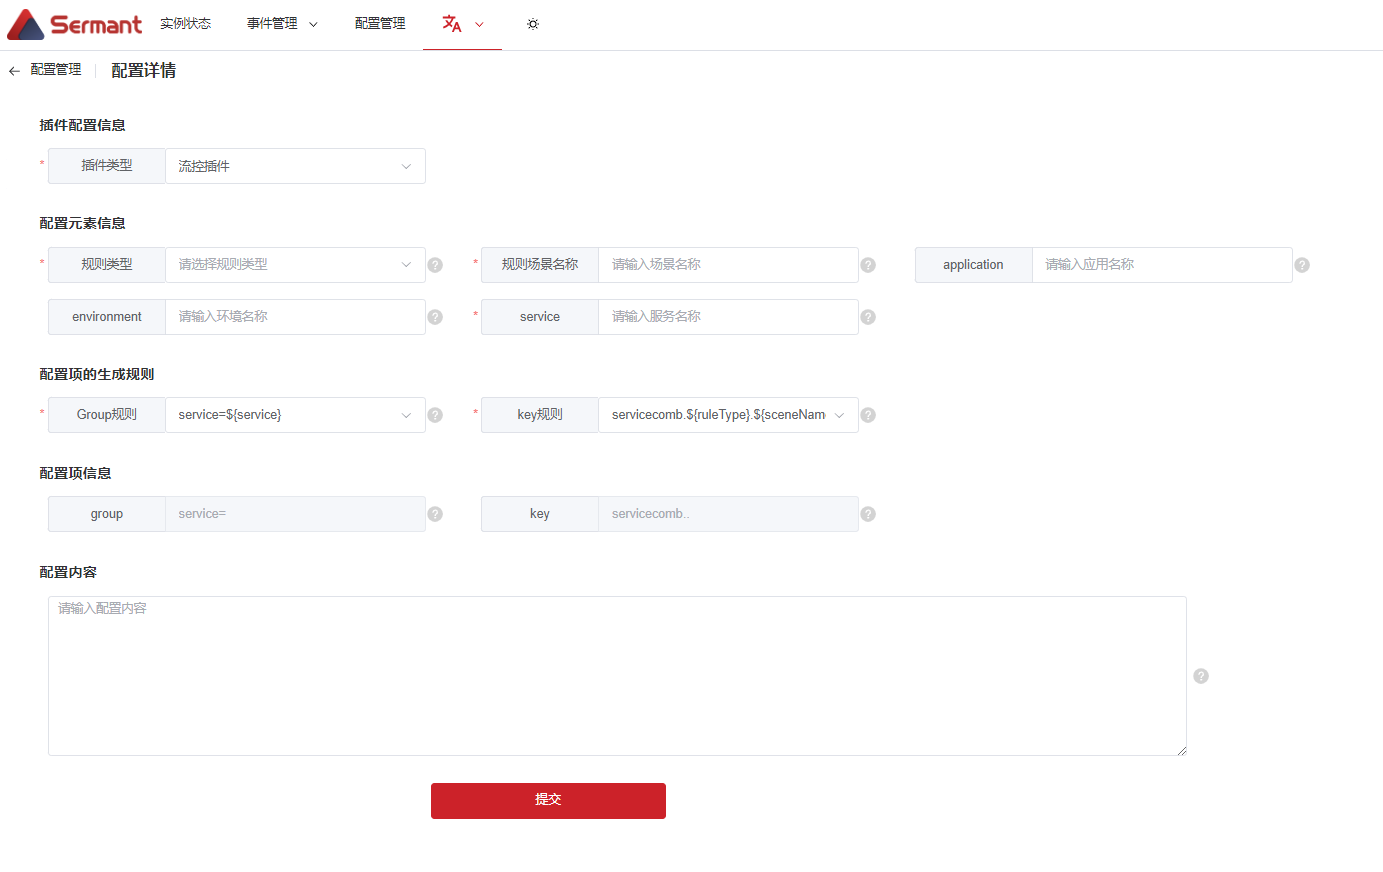 Sermant 实例状态 事件管理 配置管理
配置管理 配置详情
插件配置信息
* 插件类型 流控插件
配置元素信息
* 规则类型 请选择规则类型 ? * 规则场景名称 请输入场景名称 ? application 请输入应用名称 ?
environment 请输入环境名称 ? * service 请输入服务名称 ?
配置项的生成规则
* Group规则 service=${service} ? * key规则 servicecomb.${ruleType}.${sceneNam ?
配置项信息
group service= ? key servicecomb.. ?
配置内容
请输入配置内容
?
提交